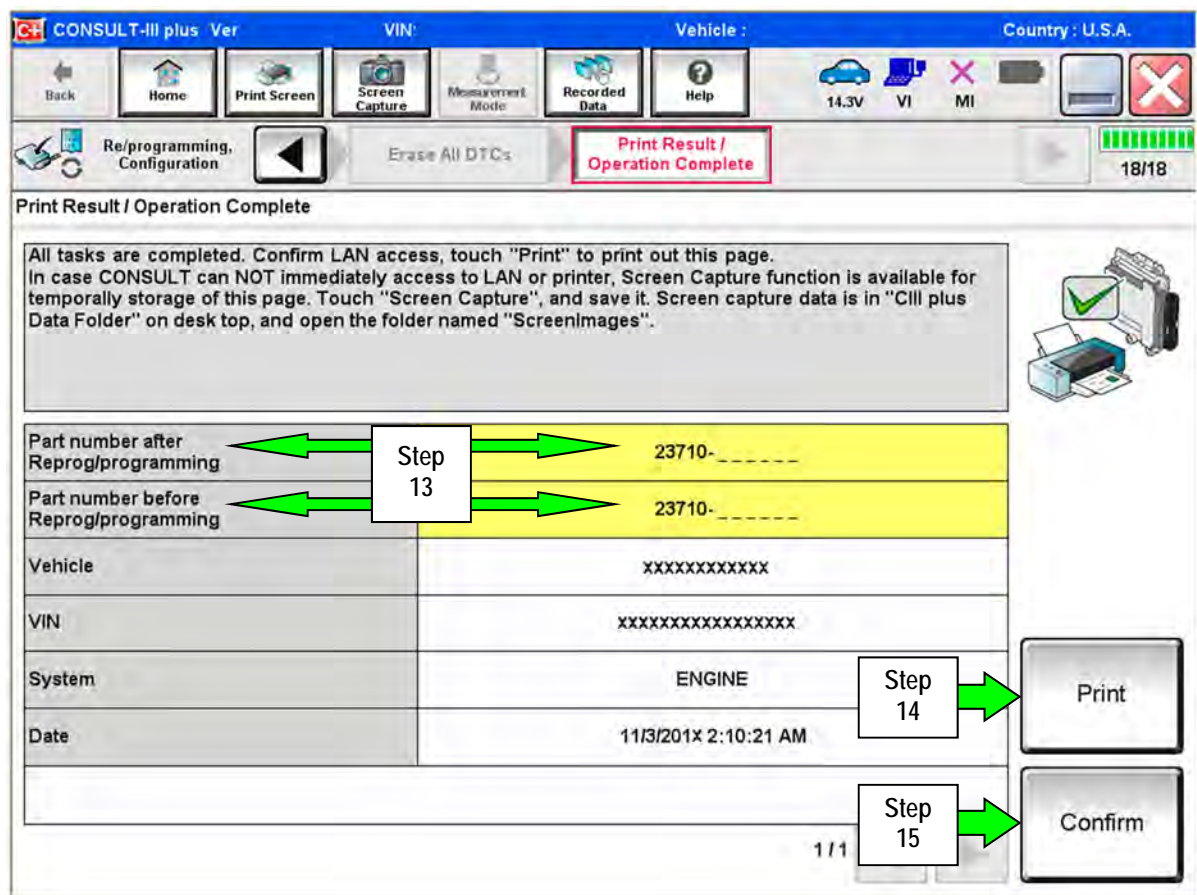 C+ CONSULT-III plus Ver VIN: Vehicle : Country : U.S.A.
Back
Home
Print Screen
Screen
Capture
Measurement
Mode
Recorded
Data
Help
14.3V
VI
MI
Re/programming,
Configuration
Erase All DTCs
Print Result /
Operation Complete
18/18
Print Result / Operation Complete
All tasks are completed. Confirm LAN access, touch "Print" to print out this page.
In case CONSULT can NOT immediately access to LAN or printer, Screen Capture function is available for
temporally storage of this page. Touch "Screen Capture", and save it. Screen capture data is in "CIII plus
Data Folder" on desk top, and open the folder named "ScreenImages".
Part number after
Reprog/programming
23710-_ _ _ _ _ _
Step
13
Part number before
Reprog/programming
23710-_ _ _ _ _ _
Vehicle
xxxxxxxxxxxx
VIN
xxxxxxxxxxxxxxxxx
System
ENGINE
Step
14
Print
Date
11/3/201X 2:10:21 AM
Step
15
Confirm
1/1